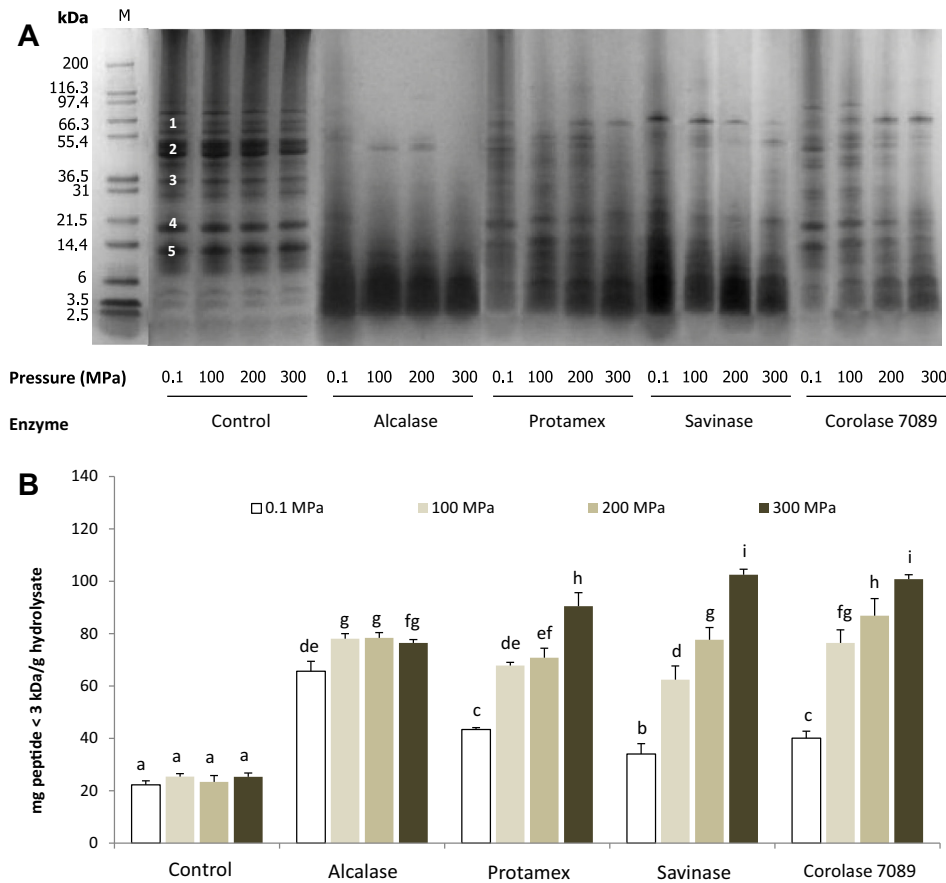 kDa M
A
200
116.3
97.4
66.3
55.4
36.5
31
21.5
14.4
6
3.5
2.5
1
2
3
4
5
Pressure (MPa) 0.1 100 200 300 0.1 100 200 300 0.1 100 200 300 0.1 100 200 300 0.1 100 200 300
Enzyme Control Alcalase Protamex Savinase Corolase 7089
B
mg peptide < 3 kDa/g hydrolysate
140
120
100
80
60
40
20
0
0.1 MPa 100 MPa 200 MPa 300 MPa
a a a a
de g g fg
c de ef h
b d g i
c fg h i
Control Alcalase Protamex Savinase Corolase 7089